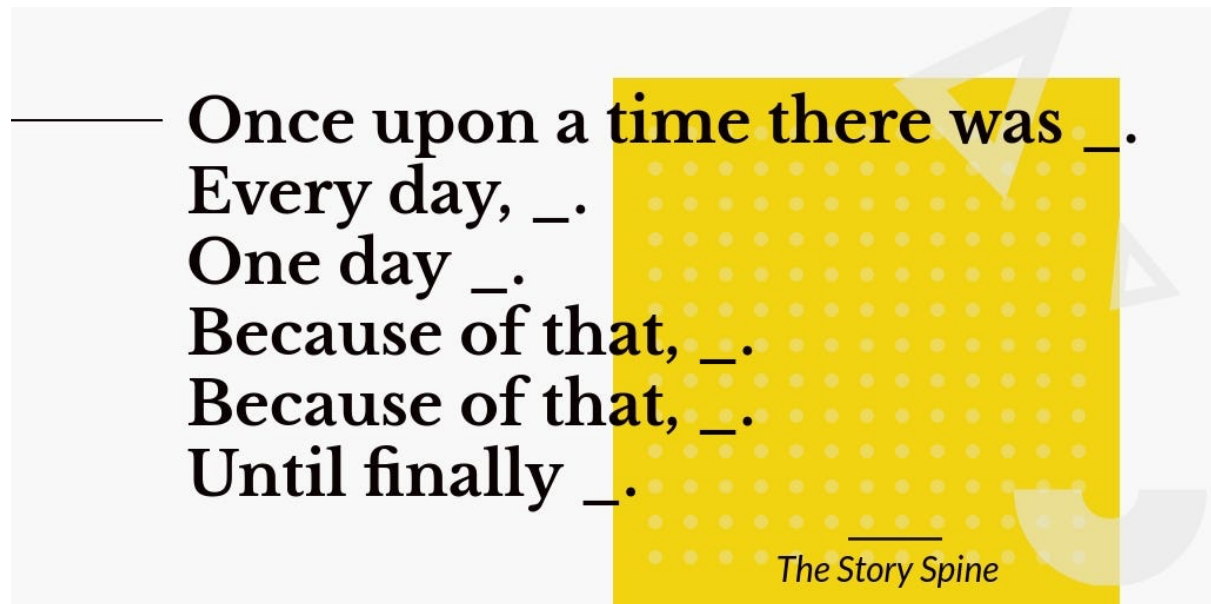 Once upon a time there was _.
Every day, _.
One day _.
Because of that, _.
Because of that, _.
Until finally _.
The Story Spine